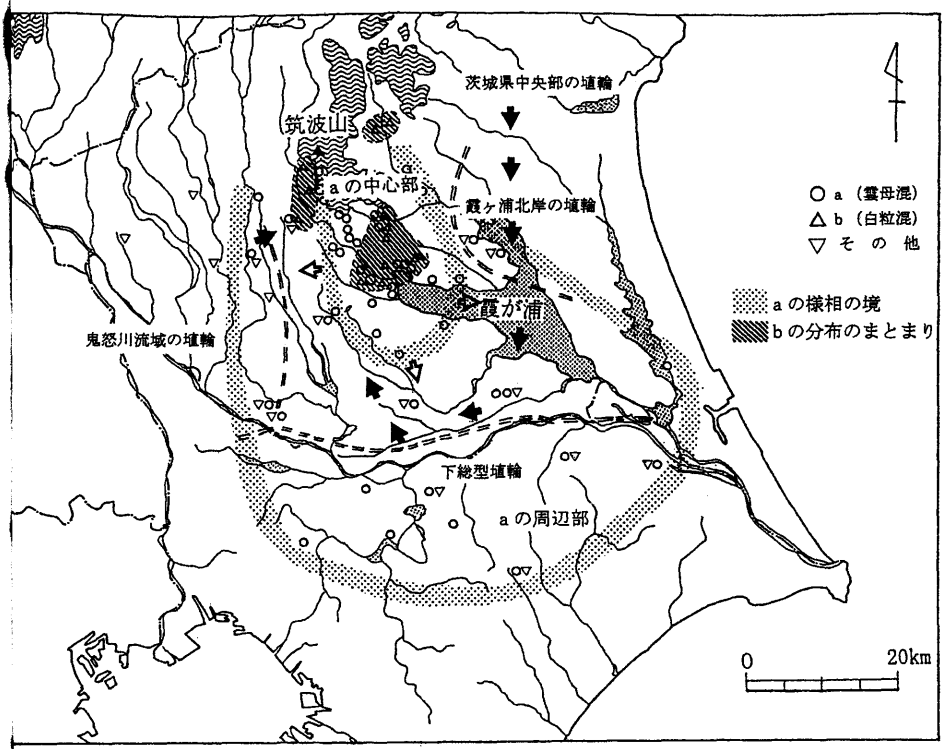 茨城県中央部の埴輪
筑波山
aの中心部
霞ヶ浦北岸の埴輪
○ a (雲母混)
△ b (白粒混)
▽ その他
霞が浦
aの様相の境
bの分布のまとまり
鬼怒川流域の埴輪
下総型埴輪
aの周辺部
0 20km